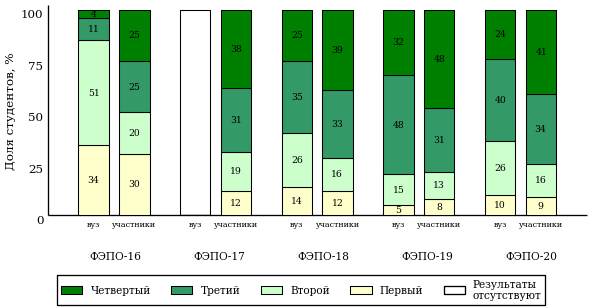 Доля студентов, %
100
75
50
25
0
4 25 25 38 25 39 32 48 24 41
11 25 31 35 33 48 31 40 34
51 20 19 26 16 15 13 26 16
34 30 12 14 12 5 8 10 9
вуз участники вуз участники вуз участники вуз участники вуз участники
ФЭПО-16 ФЭПО-17 ФЭПО-18 ФЭПО-19 ФЭПО-20
Четвертый Третий Второй Первый Результаты
отсутствуют